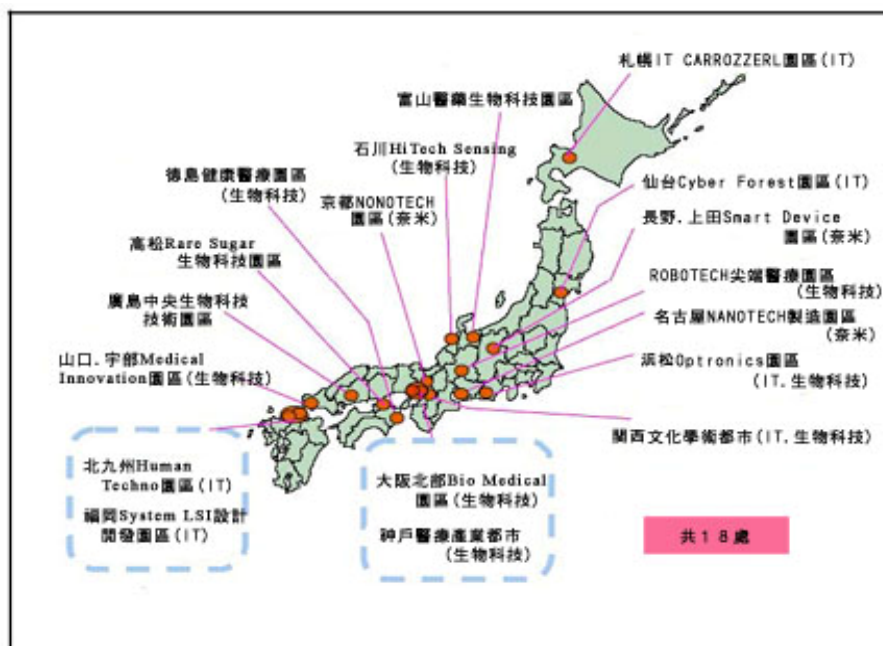 札幌IT CARROZZERL園區(IT)
富山醫藥生物科技園區
石川HiTech Sensing
(生物科技)
德島健康醫療園區
(生物科技)
京都NONOTECH
園區(奈米)
仙台Cyber Forest園區(IT)
長野.上田Smart Device
園區(奈米)
高松Rare Sugar
生物科技園區
ROBOTECH尖端醫療園區
(生物科技)
廣島中央生物科技
技術園區
名古屋NANOTECH製造園區
(奈米)
山口.宇部Medical
Innovation園區(生物科技)
浜松Optronics園區
(IT.生物科技)
関西文化學術都市(IT.生物科技)
北九州Human
Techno園區(IT)
福岡System LSI設計
開發園區(IT)
大阪北部Bio Medical
園區(生物科技)
神戶醫療產業都市
(生物科技)
共18處